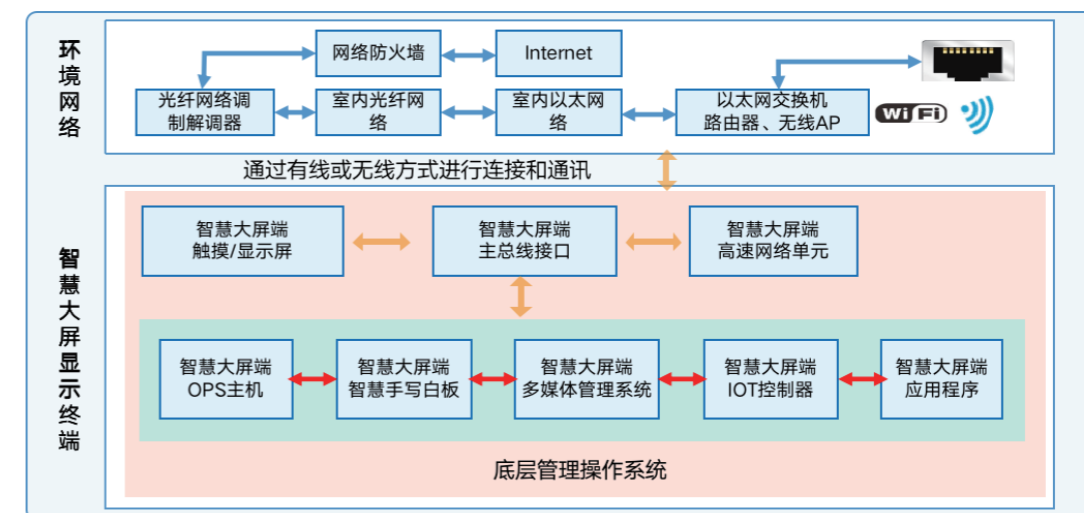 环
境
网
络
网络防火墙
Internet
光纤网络调
制解调器
室内光纤网
络
室内以太网
络
以太网交换机
路由器、无线AP
WiFi
通过有线或无线方式进行连接和通讯
智
慧
大
屏
显
示
终
端
智慧大屏端
触摸/显示屏
智慧大屏端
主总线接口
智慧大屏端
高速网络单元
智慧大屏端
OPS主机
智慧大屏端
智慧手写白板
智慧大屏端
多媒体管理系统
智慧大屏端
IOT控制器
智慧大屏端
应用程序
底层管理操作系统